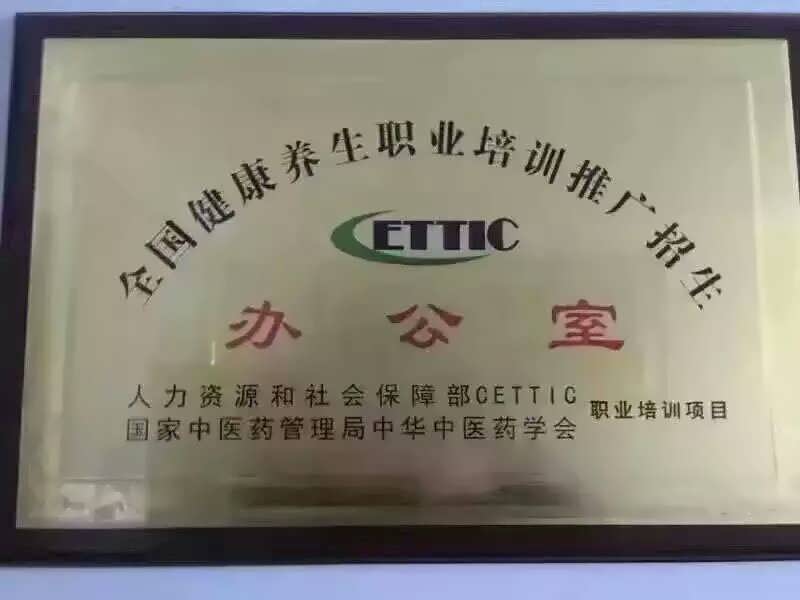 全国健康养生职业培训推广招生
CETTIC
办公室
人力资源和社会保障部CETTIC
国家中医药管理局中华中医药学会
职业培训项目